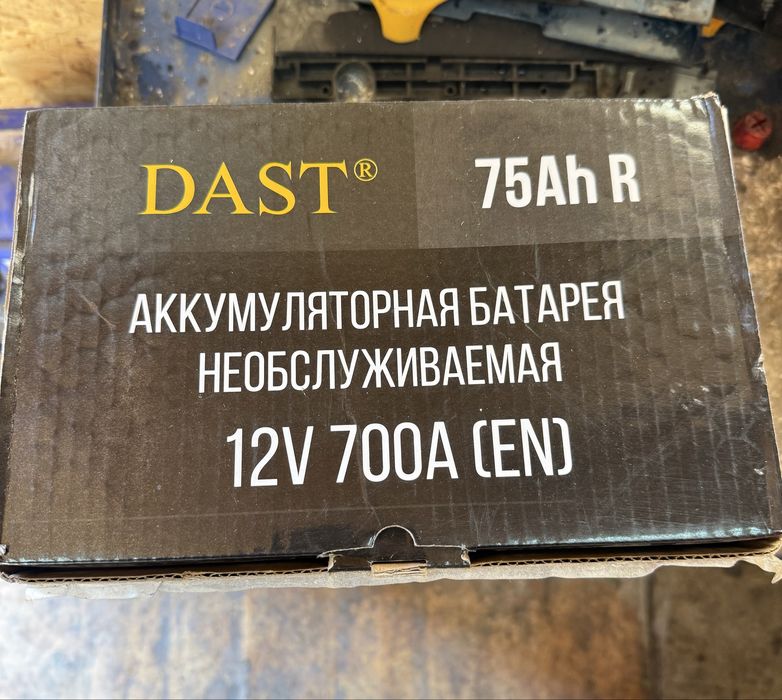 DAST® 75Ah R
АККУМУЛЯТОРНАЯ БАТАРЕЯ
НЕОБСЛУЖИВАЕМАЯ
12V 700A (EN)